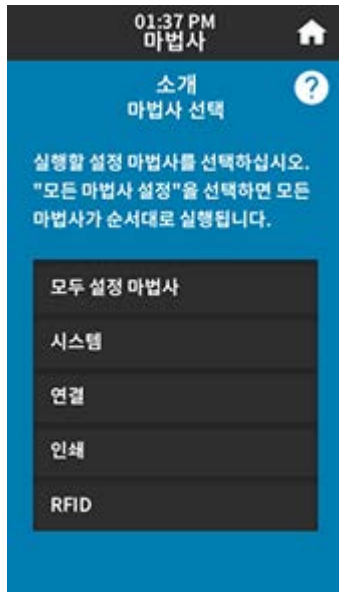 01:37 PM
마법사
소개
?
마법사 선택
실행할 설정 마법사를 선택하십시오.
"모든 마법사 설정"을 선택하면 모든
마법사가 순서대로 실행됩니다.
모두 설정 마법사
시스템
연결
인쇄
RFID